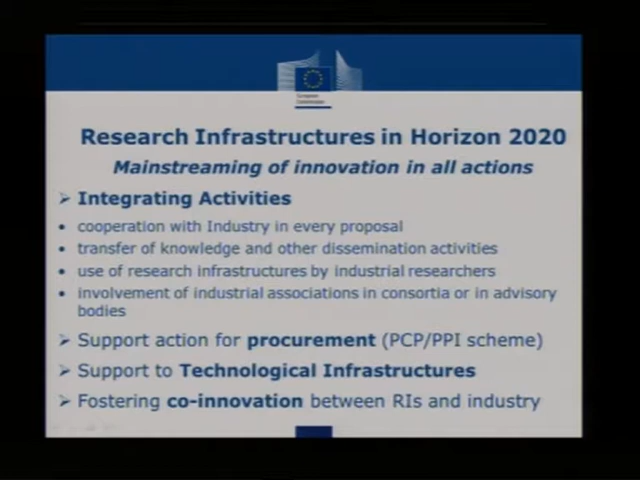 European
Commission
Research Infrastructures in Horizon 2020
Mainstreaming of innovation in all actions
➢ Integrating Activities
• cooperation with Industry in every proposal
• transfer of knowledge and other dissemination activities
• use of research infrastructures by industrial researchers
• involvement of industrial associations in consortia or in advisory
bodies
➢ Support action for procurement (PCP/PPI scheme)
➢ Support to Technological Infrastructures
➢ Fostering co-innovation between RIs and industry